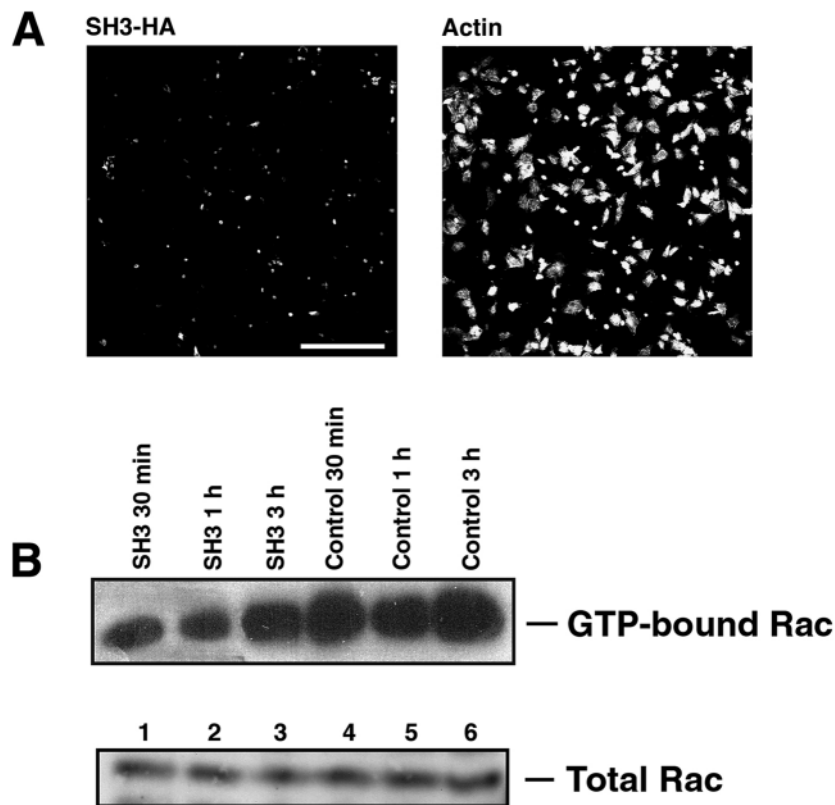 A
SH3-HA
Actin
B
SH3 30 min
SH3 1 h
SH3 3 h
Control 30 min
Control 1 h
Control 3 h
GTP-bound Rac
1 2 3 4 5 6
Total Rac